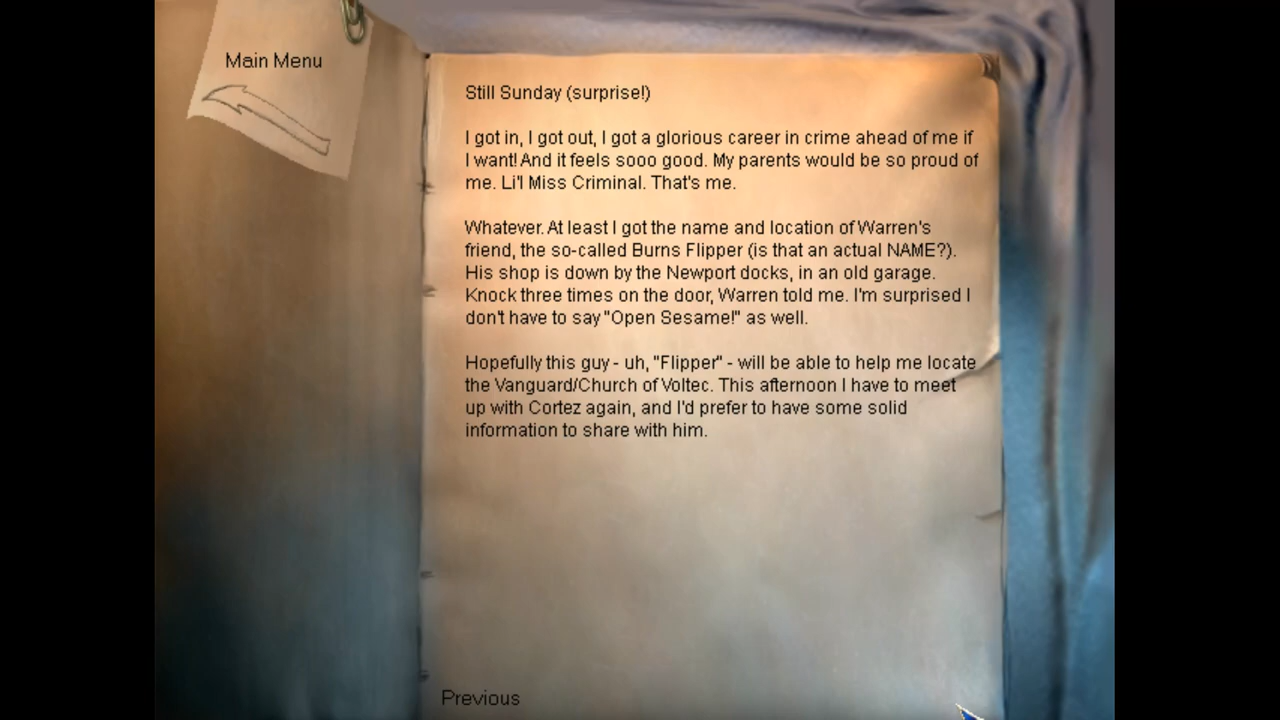 Main Menu
Still Sunday (surprise!)
I got in, I got out, I got a glorious career in crime ahead of me if
I want! And it feels sooo good. My parents would be so proud of
me. Li'l Miss Criminal. That's me.
Whatever. At least I got the name and location of Warren's
friend, the so-called Burns Flipper (is that an actual NAME?).
His shop is down by the Newport docks, in an old garage.
Knock three times on the door, Warren told me. I'm surprised I
don't have to say "Open Sesame!" as well.
Hopefully this guy - uh, "Flipper" - will be able to help me locate
the Vanguard/Church of Voltec. This afternoon I have to meet
up with Cortez again, and I'd prefer to have some solid
information to share with him.
Previous